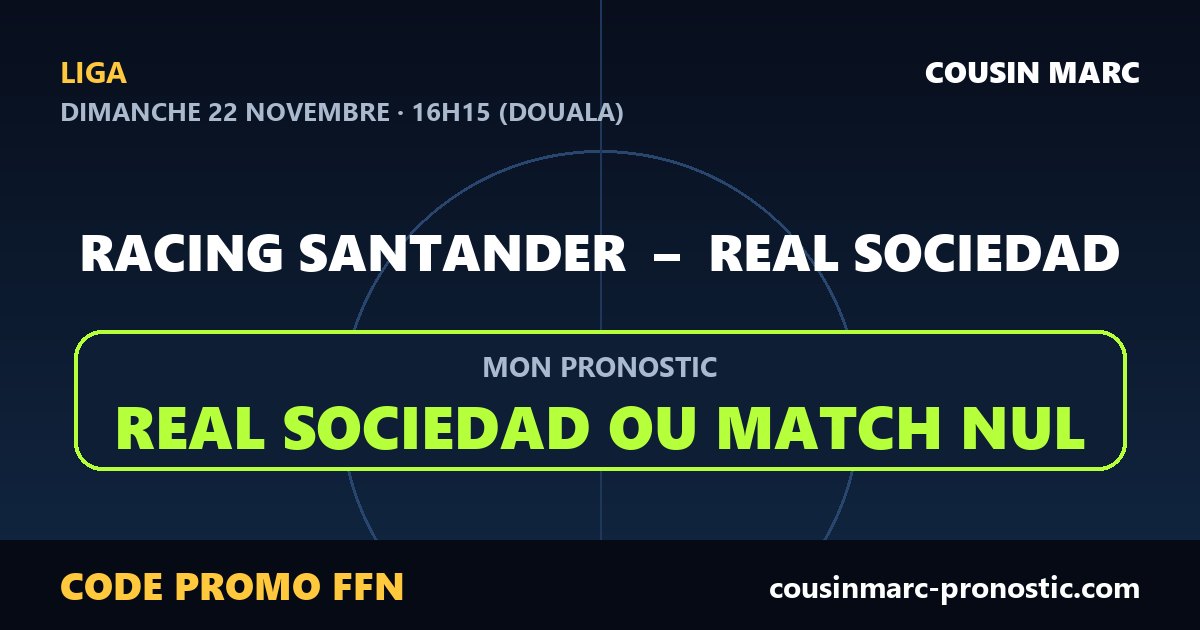 LIGA
COUSIN MARC
DIMANCHE 22 NOVEMBRE · 16H15 (DOUALA)
RACING SANTANDER – REAL SOCIEDAD
MON PRONOSTIC
REAL SOCIEDAD OU MATCH NUL
CODE PROMO FFN
cousinmarc-pronostic.com